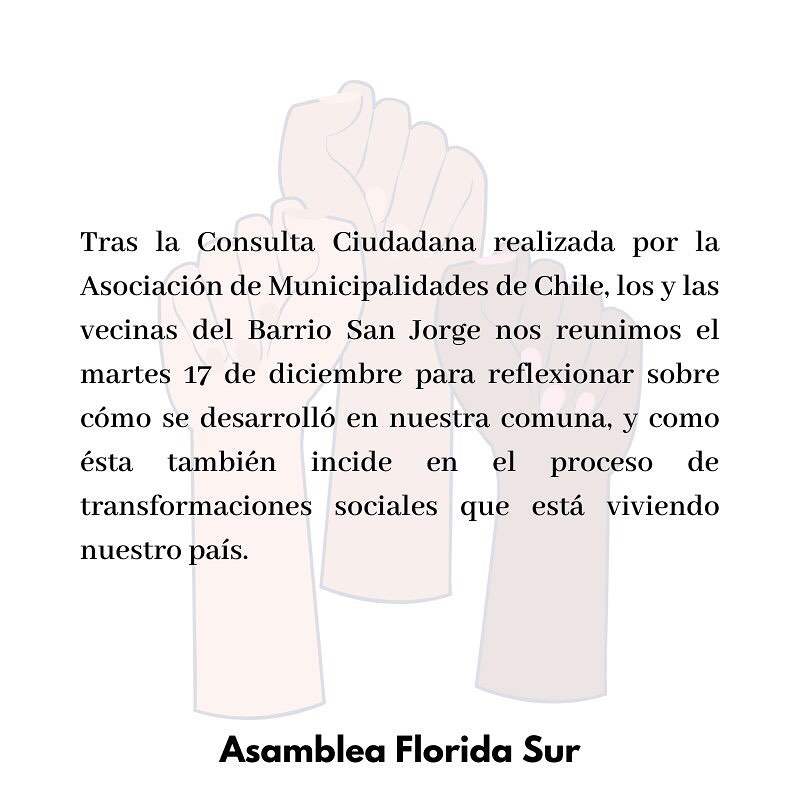 Tras la Consulta Ciudadana realizada por la
Asociación de Municipalidades de Chile, los y las
vecinas del Barrio San Jorge nos reunimos el
martes 17 de diciembre para reflexionar sobre
cómo se desarrolló en nuestra comuna, y como
ésta también incide en el proceso de
transformaciones sociales que está viviendo
nuestro país.
Asamblea Florida Sur